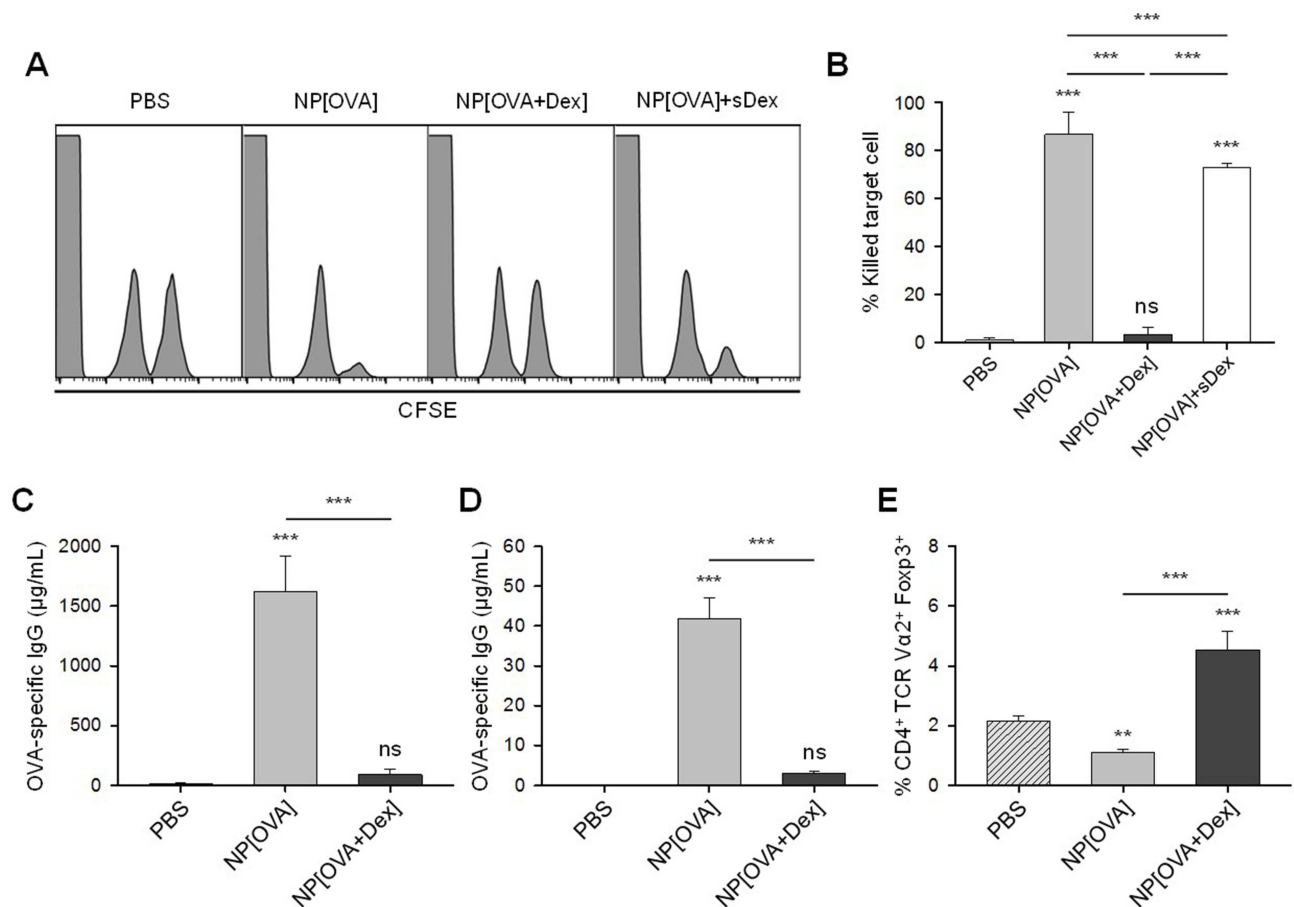 A
PBS
NP[OVA]
NP[OVA+Dex]
NP[OVA]+sDex
CFSE
B
***
*** ***
***
ns
***
% Killed target cell
100
80
60
40
20
0
PBS
NP[OVA]
NP[OVA+Dex]
NP[OVA]+sDex
C
***
***
ns
OVA-specific IgG (µg/mL)
2000
1500
1000
500
0
PBS
NP[OVA]
NP[OVA+Dex]
D
***
***
ns
OVA-specific IgG (µg/mL)
60
50
40
30
20
10
0
PBS
NP[OVA]
NP[OVA+Dex]
E
***
**
***
% CD4⁺ TCR Vα2⁺ Foxp3⁺
8
6
4
2
0
PBS
NP[OVA]
NP[OVA+Dex]